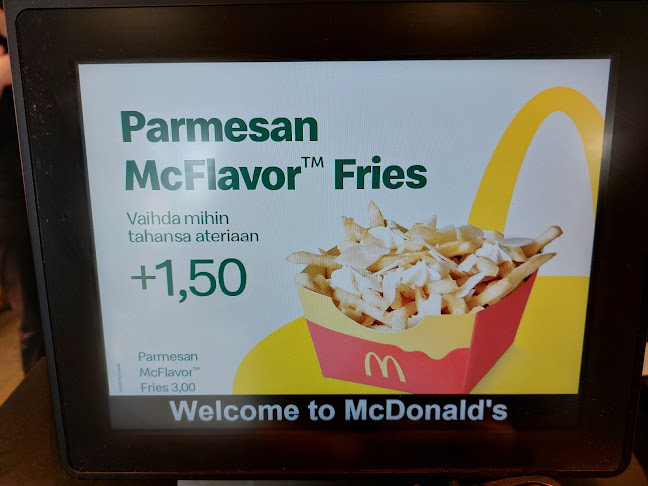 Parmesan
McFlavor™ Fries
Vaihda mihin
tahansa ateriaan
+1,50
Parmesan
McFlavor™
Fries 3,00
Welcome to McDonald's